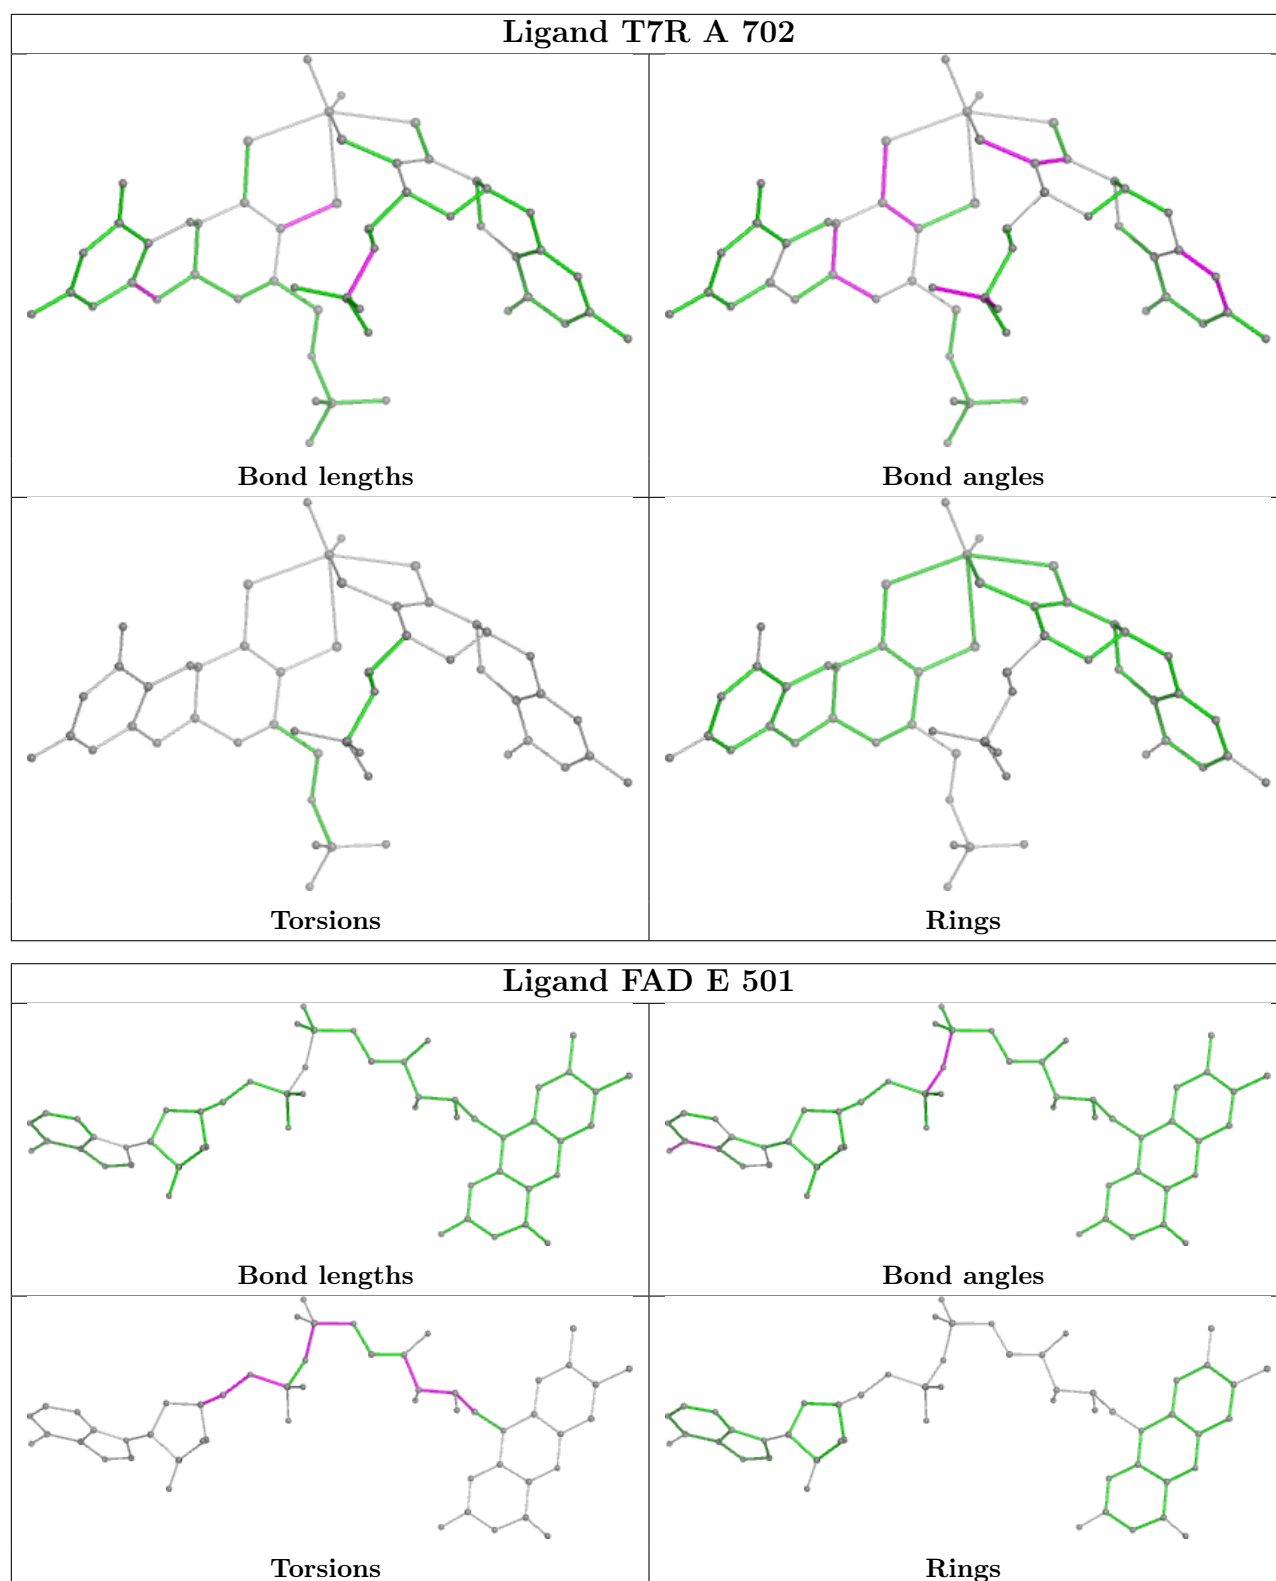 Ligand T7R A 702
Bond lengths
Bond angles
Torsions
Rings
Ligand FAD E 501
Bond lengths
Bond angles
Torsions
Rings